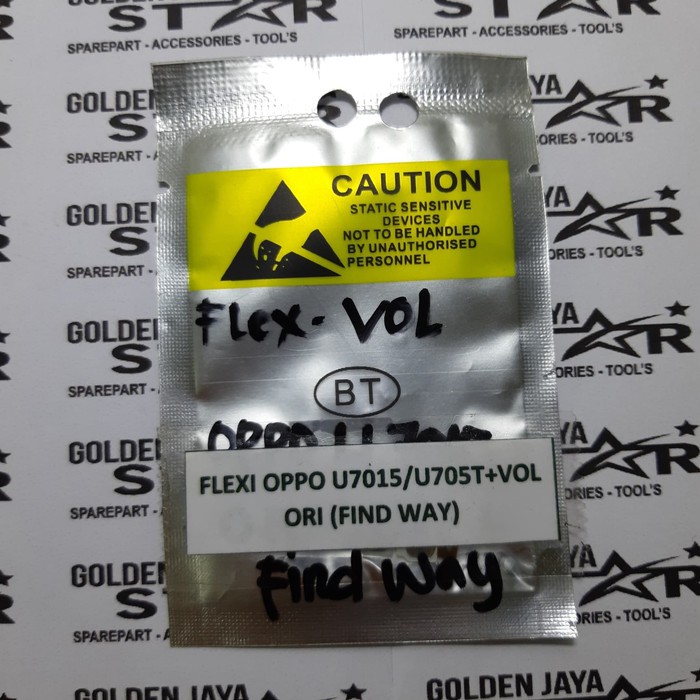 GOLDEN JAYA
STAR
SPAREPART - ACCESSORIES - TOOL'S
CAUTION
STATIC SENSITIVE
DEVICES
NOT TO BE HANDLED
BY UNAUTHORISED
PERSONNEL
Flex - VOL
BT
OPPO
FLEXI OPPO U7015/U705T+VOL
ORI (FIND WAY)
Find Way